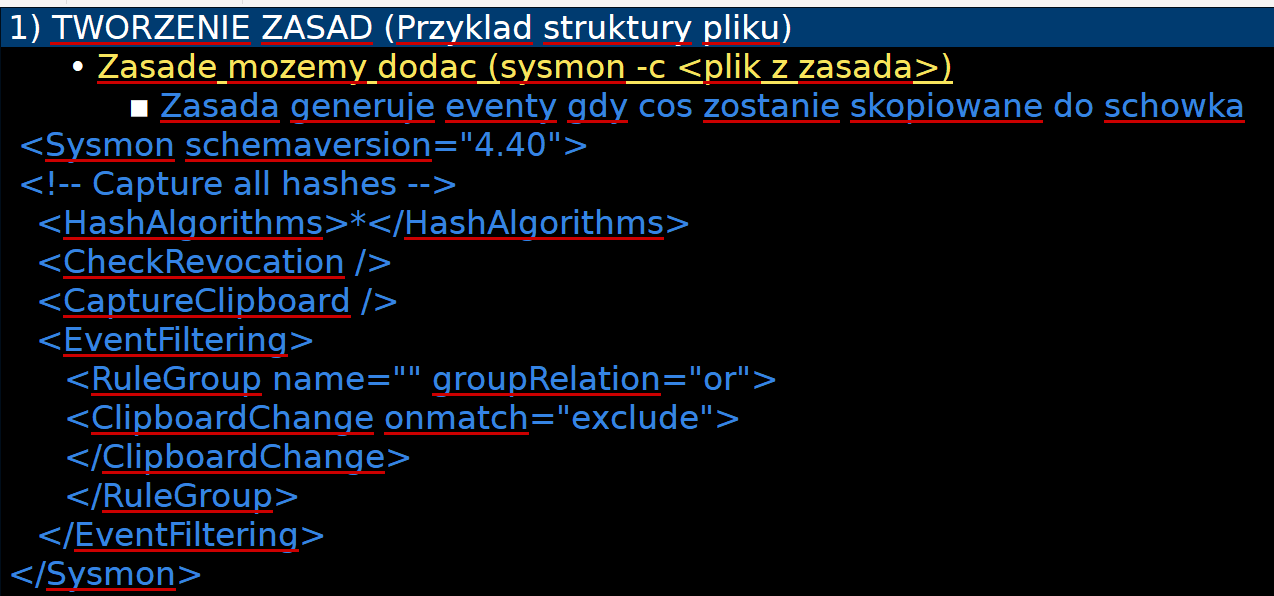 1) TWORZENIE ZASAD (Przyklad struktury pliku)
• Zasade mozemy dodac (sysmon -c <plik z zasada>)
■ Zasada generuje eventy gdy cos zostanie skopiowane do schowka
<Sysmon schemaversion="4.40">
<!-- Capture all hashes -->
<HashAlgorithms>*</HashAlgorithms>
<CheckRevocation />
<CaptureClipboard />
<EventFiltering>
<RuleGroup name="" groupRelation="or">
<ClipboardChange onmatch="exclude">
</ClipboardChange>
</RuleGroup>
</EventFiltering>
</Sysmon>